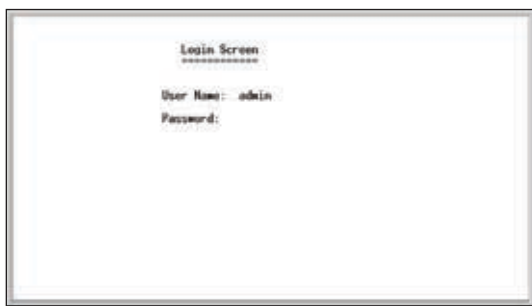 Login Screen
============
User Name: admin
Password: